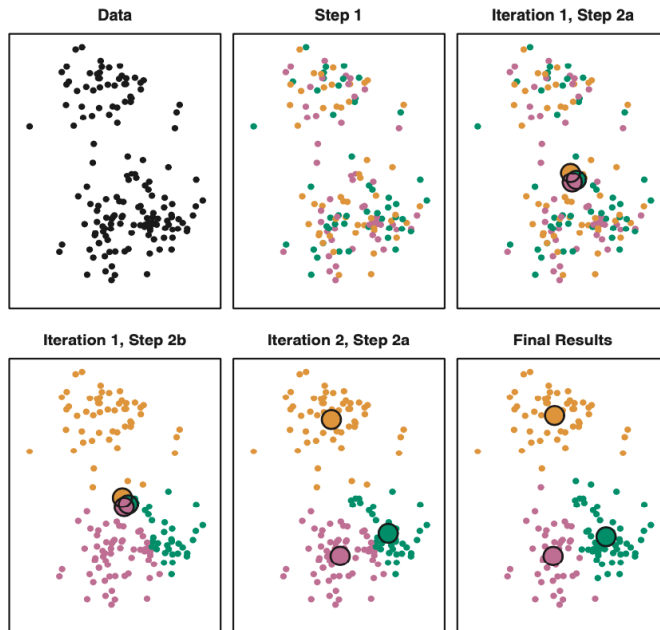 Data
Step 1
Iteration 1, Step 2a
Iteration 1, Step 2b
Iteration 2, Step 2a
Final Results